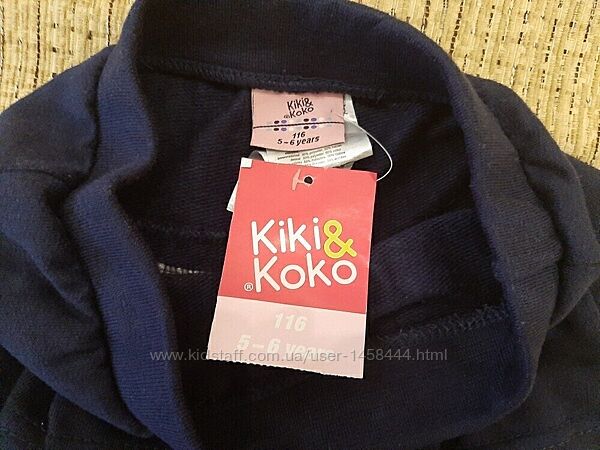 Kiki&
®Koko
116
5-6 years
Kiki&
®Koko
116
5-6 years
www.kidstaff.com.ua/user-1458444.html